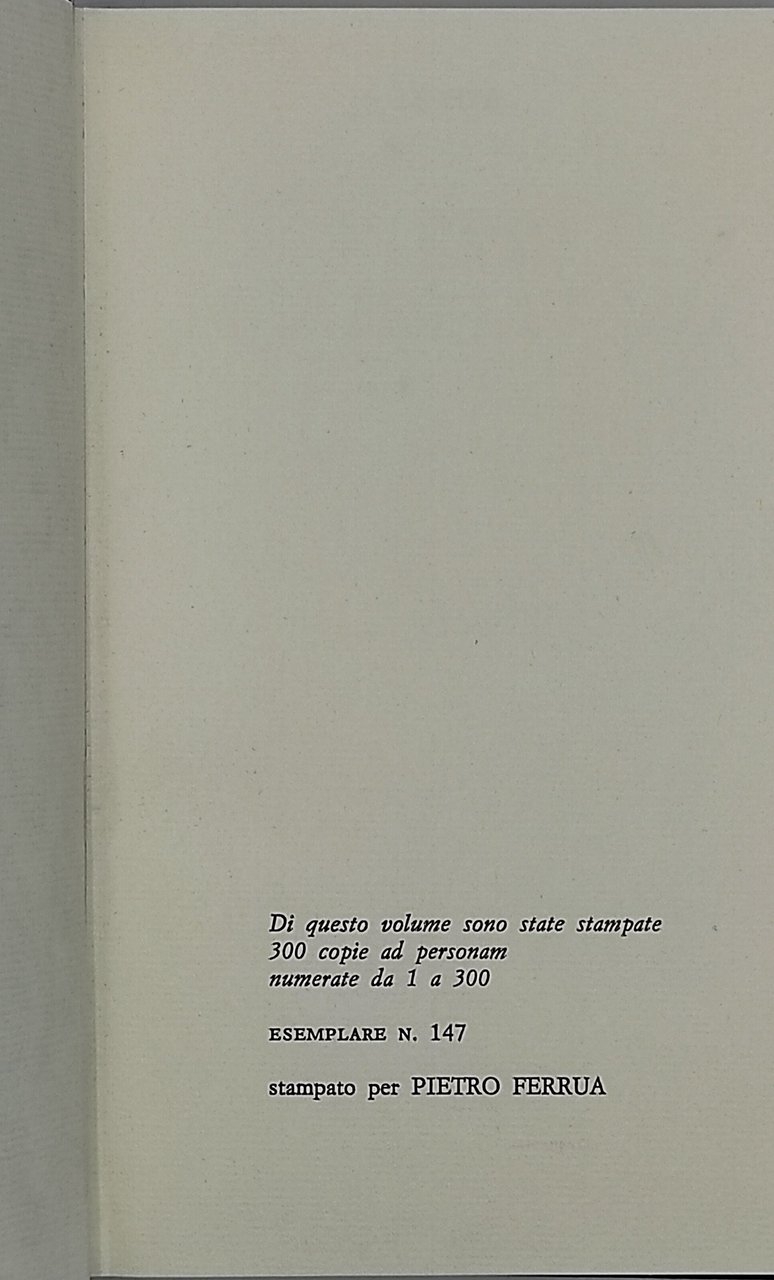 Di questo volume sono state stampate
300 copie ad personam
numerate da 1 a 300
ESEMPLARE N. 147
stampato per PIETRO FERRUA